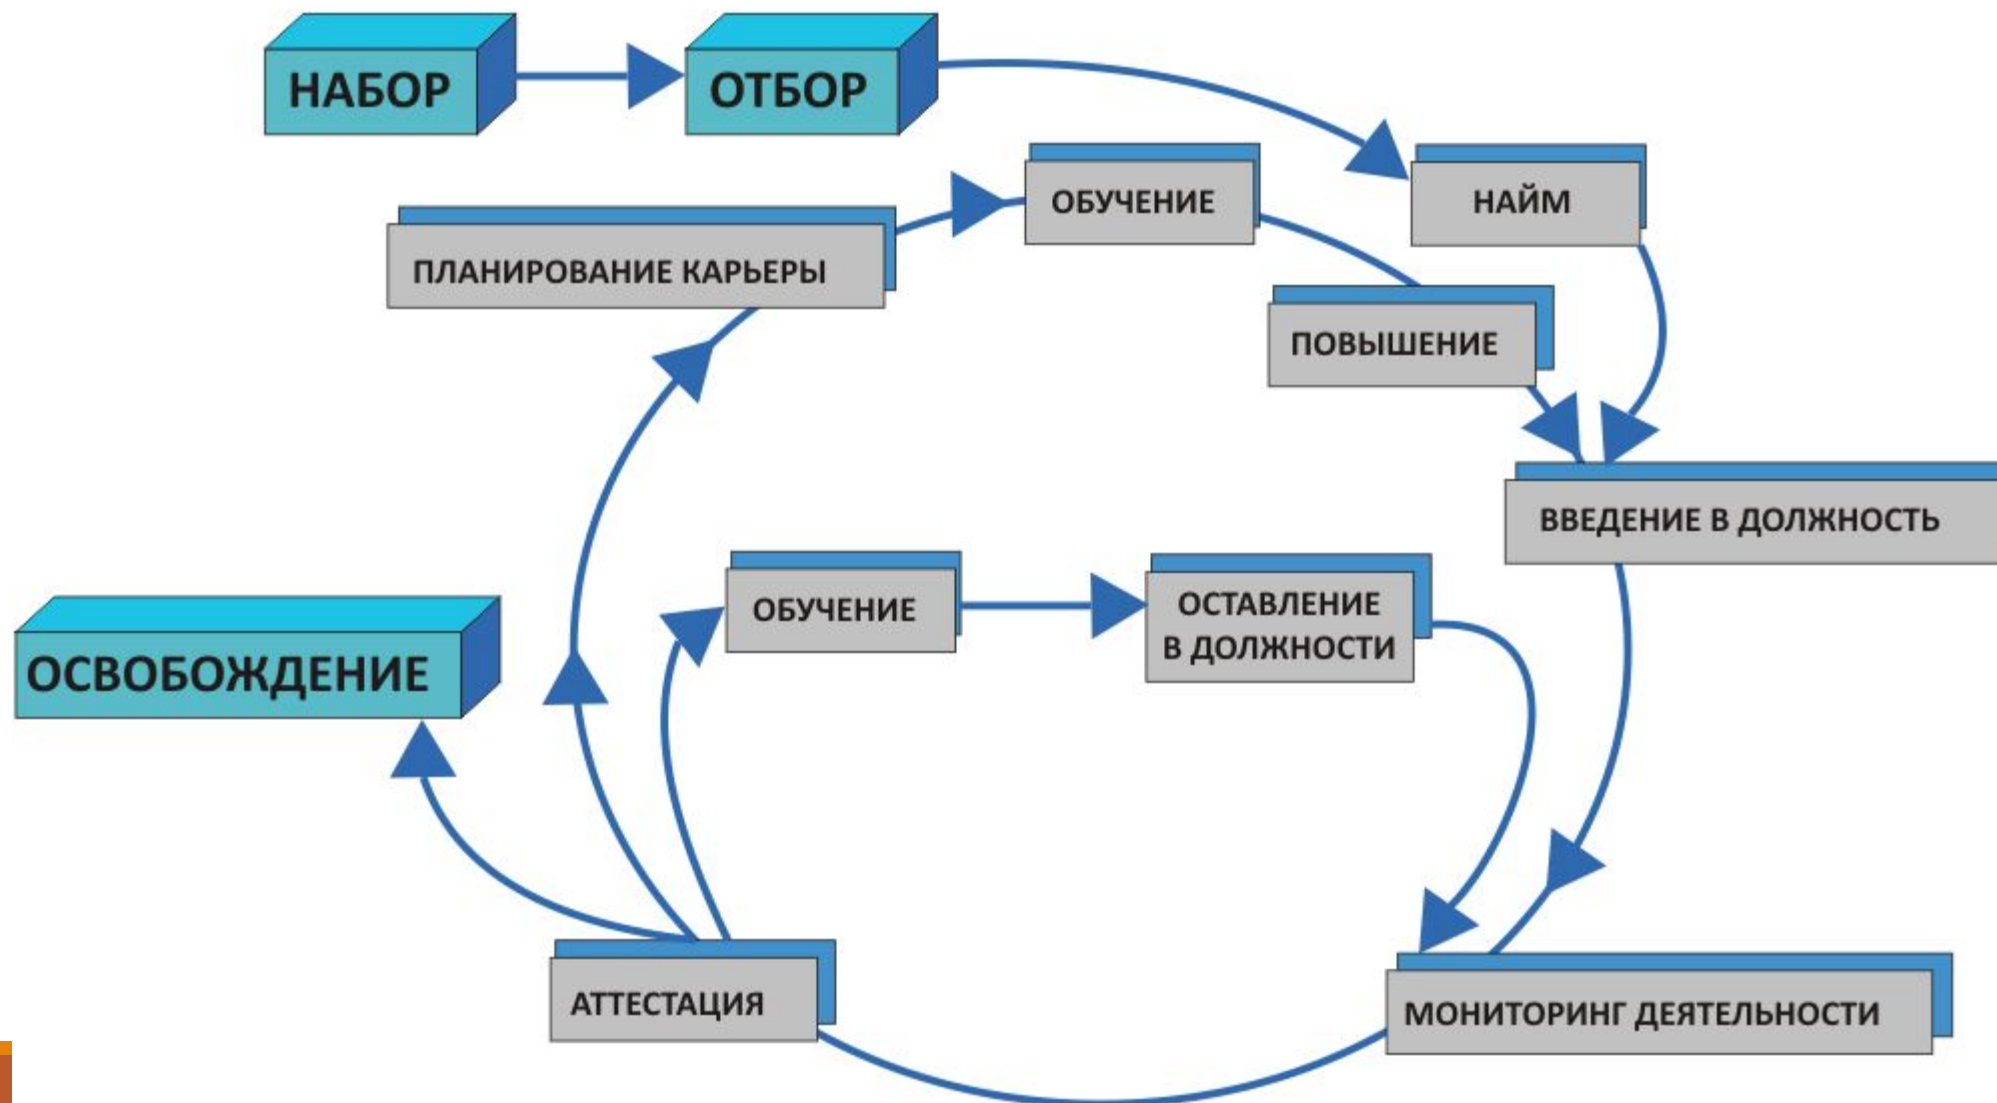 НАБОР
ОТБОР
НАЙМ
ОБУЧЕНИЕ
ПЛАНИРОВАНИЕ КАРЬЕРЫ
ПОВЫШЕНИЕ
ВВЕДЕНИЕ В ДОЛЖНОСТЬ
ОБУЧЕНИЕ
ОСТАВЛЕНИЕ
В ДОЛЖНОСТИ
ОСВОБОЖДЕНИЕ
АТТЕСТАЦИЯ
МОНИТОРИНГ ДЕЯТЕЛЬНОСТИ